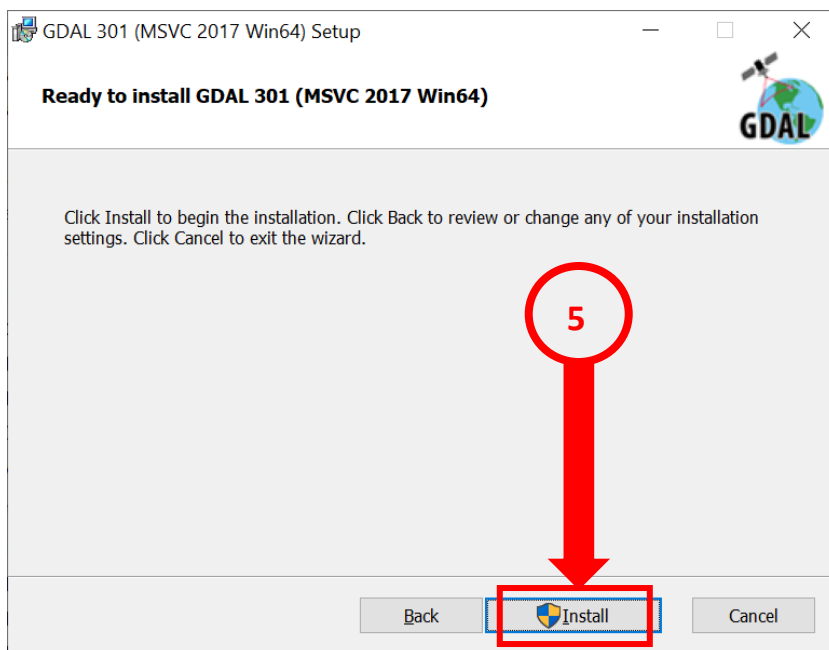 GDAL 301 (MSVC 2017 Win64) Setup
Ready to install GDAL 301 (MSVC 2017 Win64)
GDAL
Click Install to begin the installation. Click Back to review or change any of your installation
settings. Click Cancel to exit the wizard.
5
Back Install Cancel